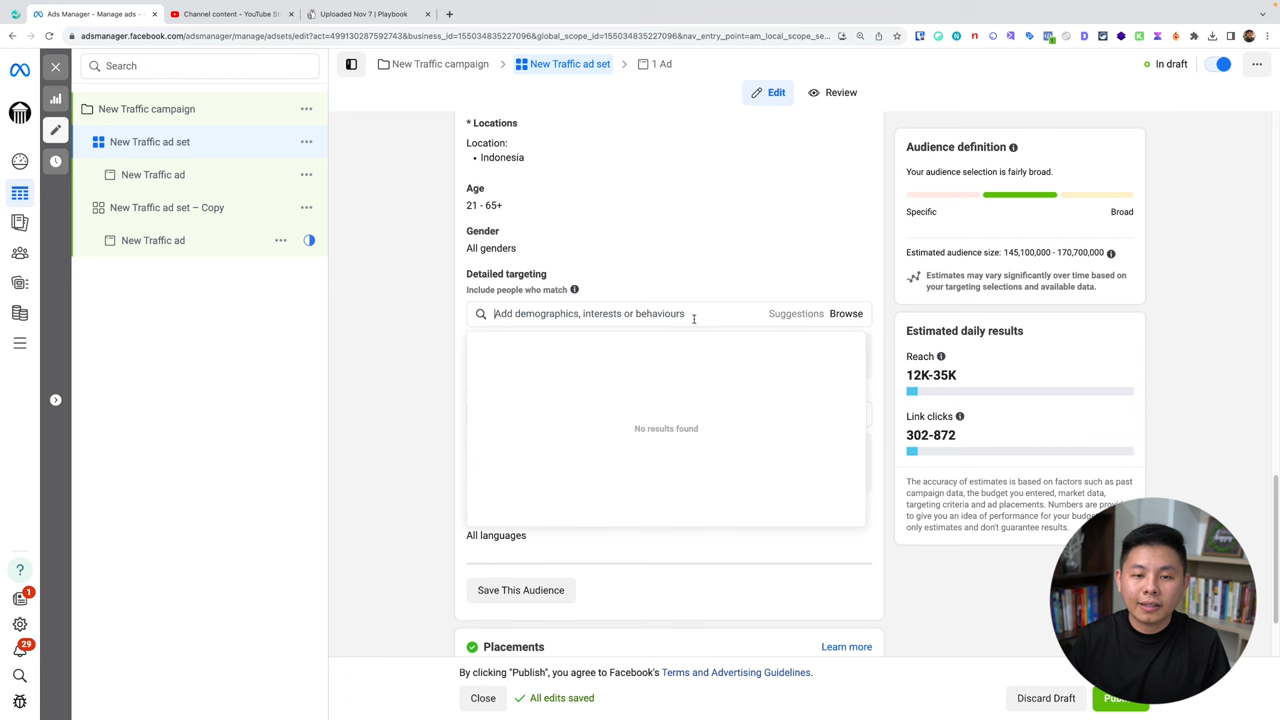 Ads Manager - Manage ads -
Channel content - YouTube St
Uploaded Nov 7 | Playbook
adsmanager.facebook.com/adsmanager/manage/adsets/edit?act=499130287592743&business_id=155034835227096&global_scope_id=155034835227096&nav_entry_point=am_local_scope_se...
Search
New Traffic campaign
New Traffic ad set
1 Ad
In draft
Edit
Review
New Traffic campaign
New Traffic ad set
New Traffic ad
New Traffic ad set – Copy
New Traffic ad
1
29
* Locations
Location:
• Indonesia
Age
21 - 65+
Gender
All genders
Detailed targeting
Include people who match
Add demographics, interests or behaviours
Suggestions
Browse
No results found
All languages
Save This Audience
Placements
Learn more
By clicking "Publish", you agree to Facebook's Terms and Advertising Guidelines.
Close
All edits saved
Discard Draft
Audience definition
Your audience selection is fairly broad.
Specific
Broad
Estimated audience size: 145,100,000 - 170,700,000
Estimates may vary significantly over time based on
your targeting selections and available data.
Estimated daily results
Reach
12K-35K
Link clicks
302-872
The accuracy of estimates is based on factors such as past
campaign data, the budget you entered, market data,
targeting criteria and ad placements. Numbers are
to give you an idea of performance for your
only estimates and don't guarantee results.